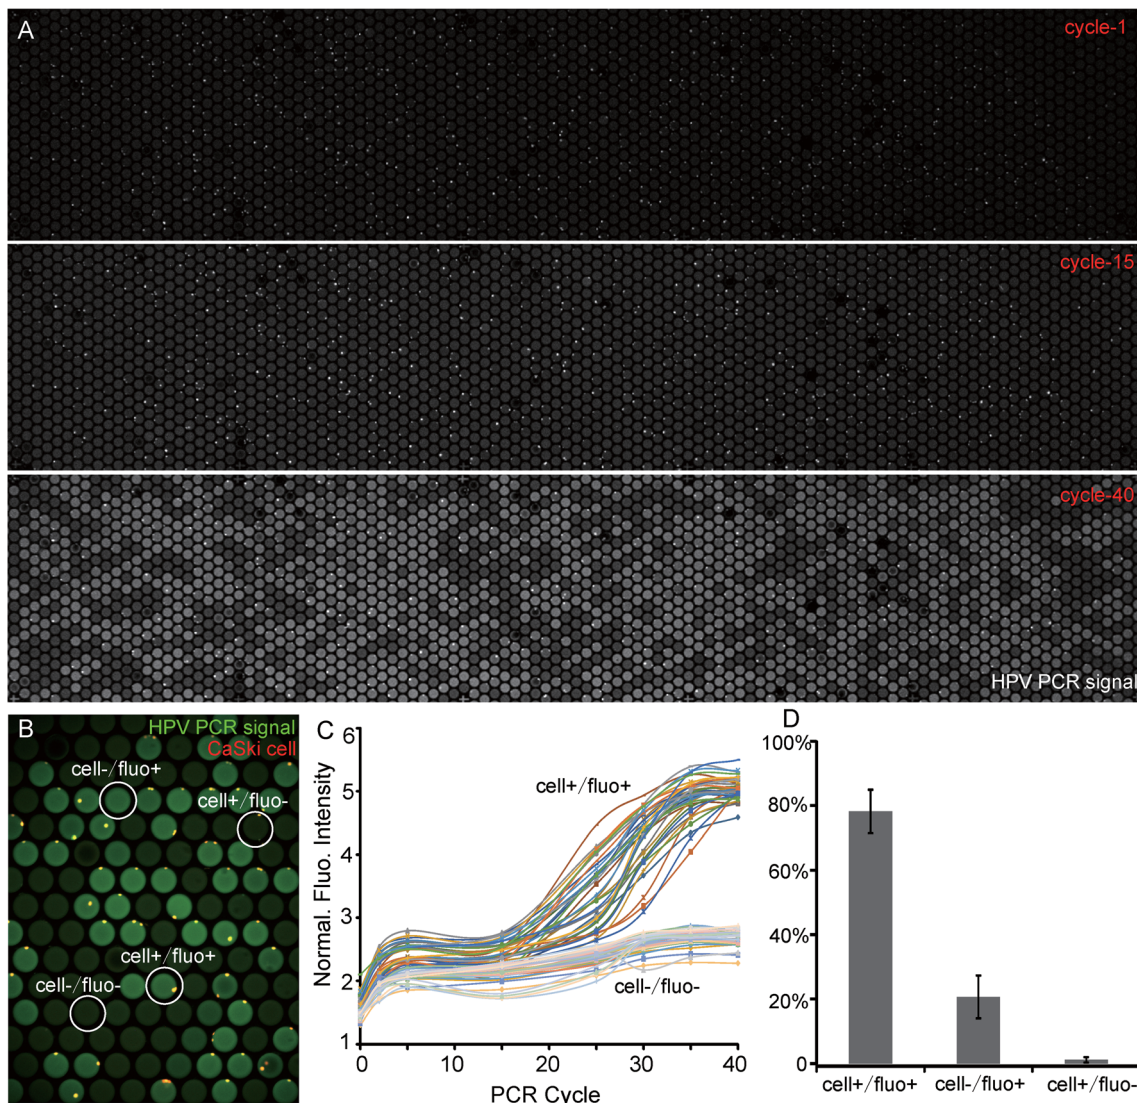 A
cycle-1
cycle-15
cycle-40
HPV PCR signal
B
HPV PCR signal
CaSki cell
cell-/fluo+
cell+/fluo-
cell+/fluo+
cell-/fluo-
C
Normal. Fluo. Intensity
6
5
4
3
2
1
cell+/fluo+
cell-/fluo-
0
10
20
30
40
PCR Cycle
D
100%
80%
60%
40%
20%
0
cell+/fluo+
cell-/fluo+
cell+/fluo-